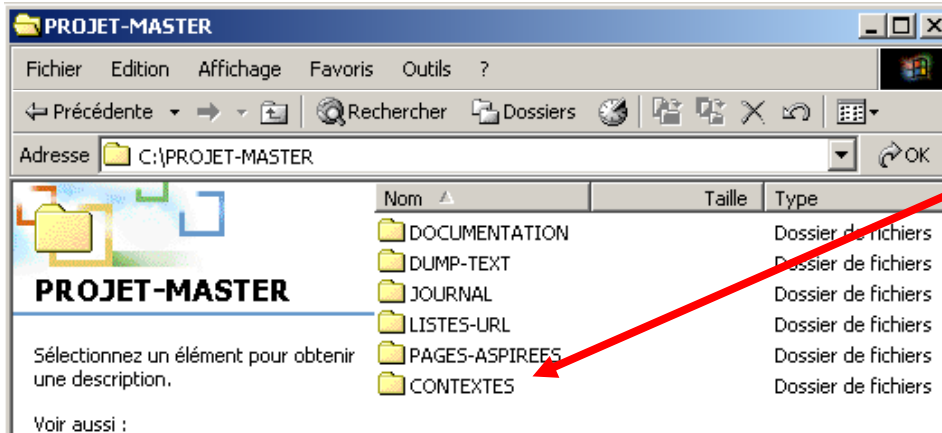 PROJET-MASTER
Fichier Edition Affichage Favoris Outils ?
Précédente Rechercher Dossiers
Adresse C:\PROJET-MASTER OK
Nom Taille Type
DOCUMENTATION Dossier de fichiers
DUMP-TEXT Dossier de fichiers
PROJET-MASTER
JOURNAL Dossier de fichiers
LISTES-URL Dossier de fichiers
Sélectionnez un élément pour obtenir
une description.
PAGES-ASPIREES Dossier de fichiers
CONTEXTES Dossier de fichiers
Voir aussi :